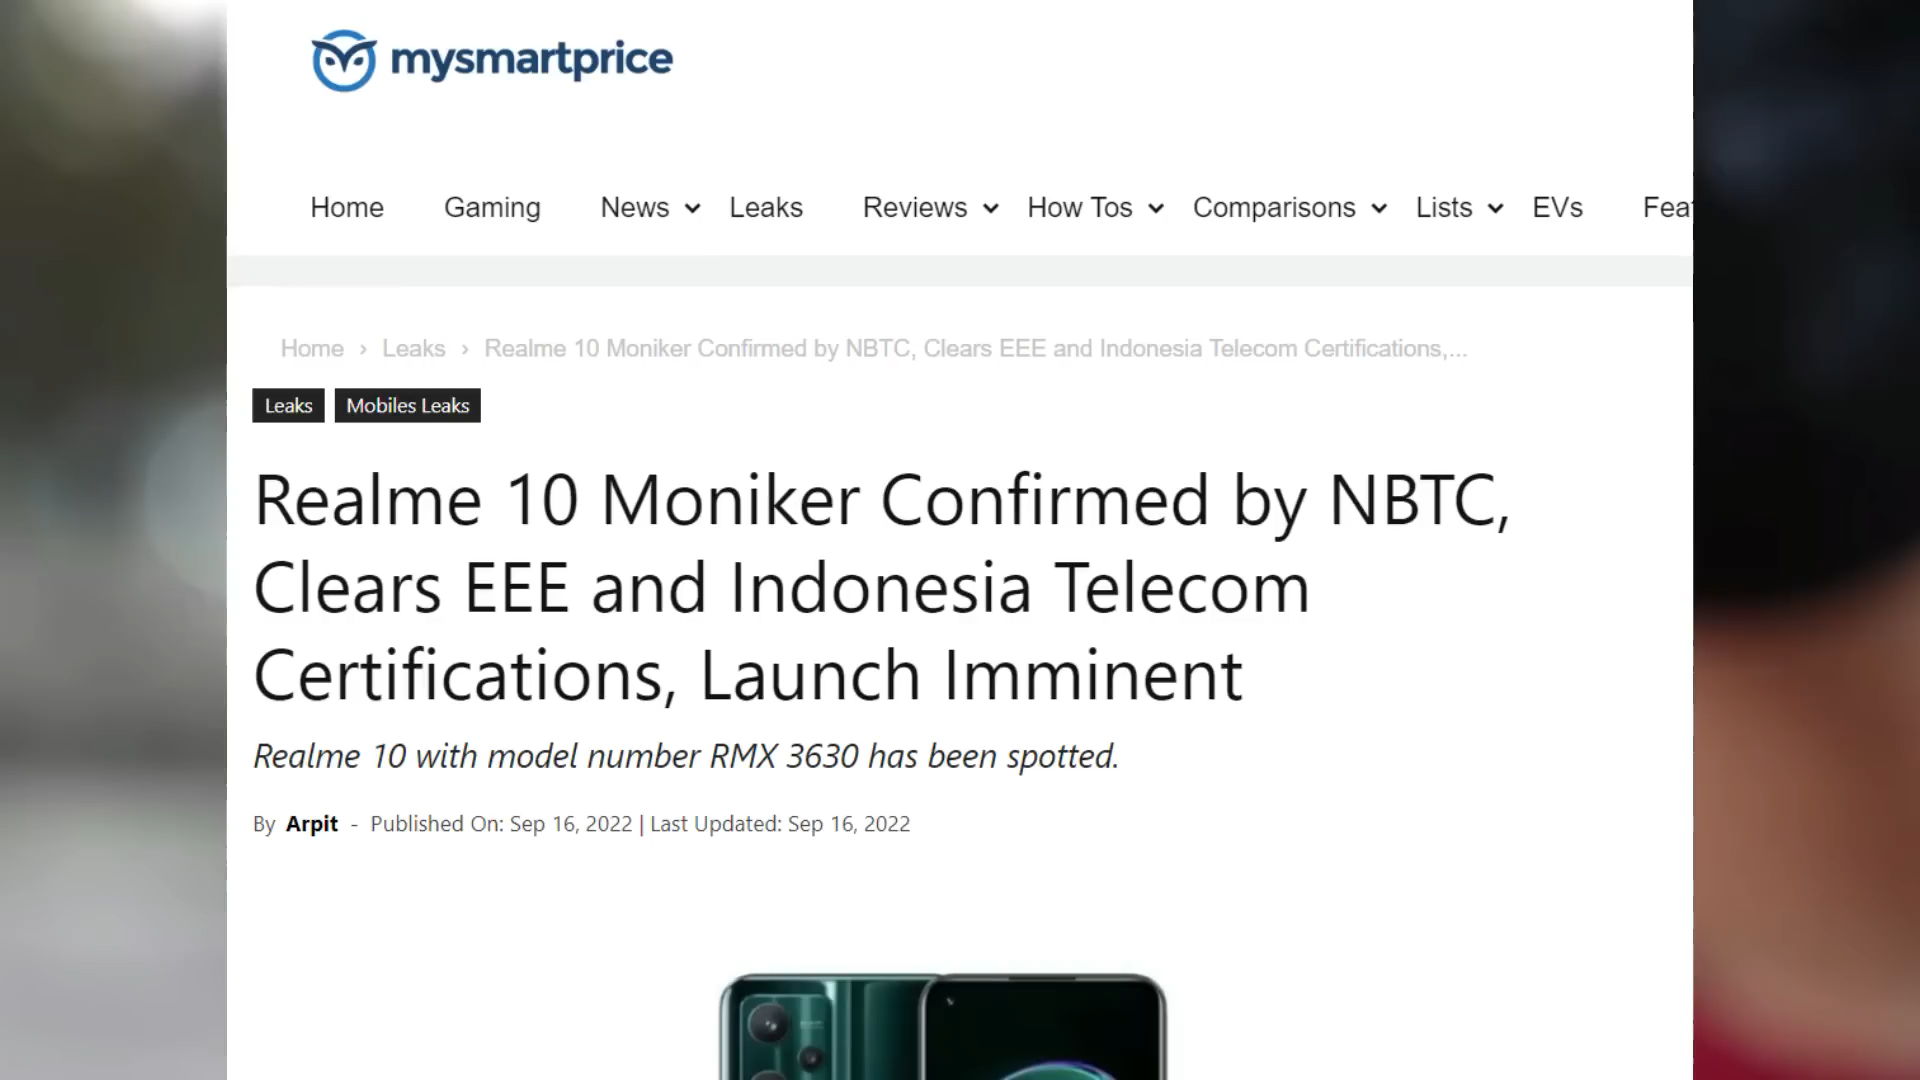 mysmartprice
Home Gaming News Leaks Reviews How Tos Comparisons Lists EVs Fea
Home › Leaks › Realme 10 Moniker Confirmed by NBTC, Clears EEE and Indonesia Telecom Certifications,...
Leaks Mobiles Leaks
Realme 10 Moniker Confirmed by NBTC,
Clears EEE and Indonesia Telecom
Certifications, Launch Imminent
Realme 10 with model number RMX 3630 has been spotted.
By Arpit - Published On: Sep 16, 2022 | Last Updated: Sep 16, 2022